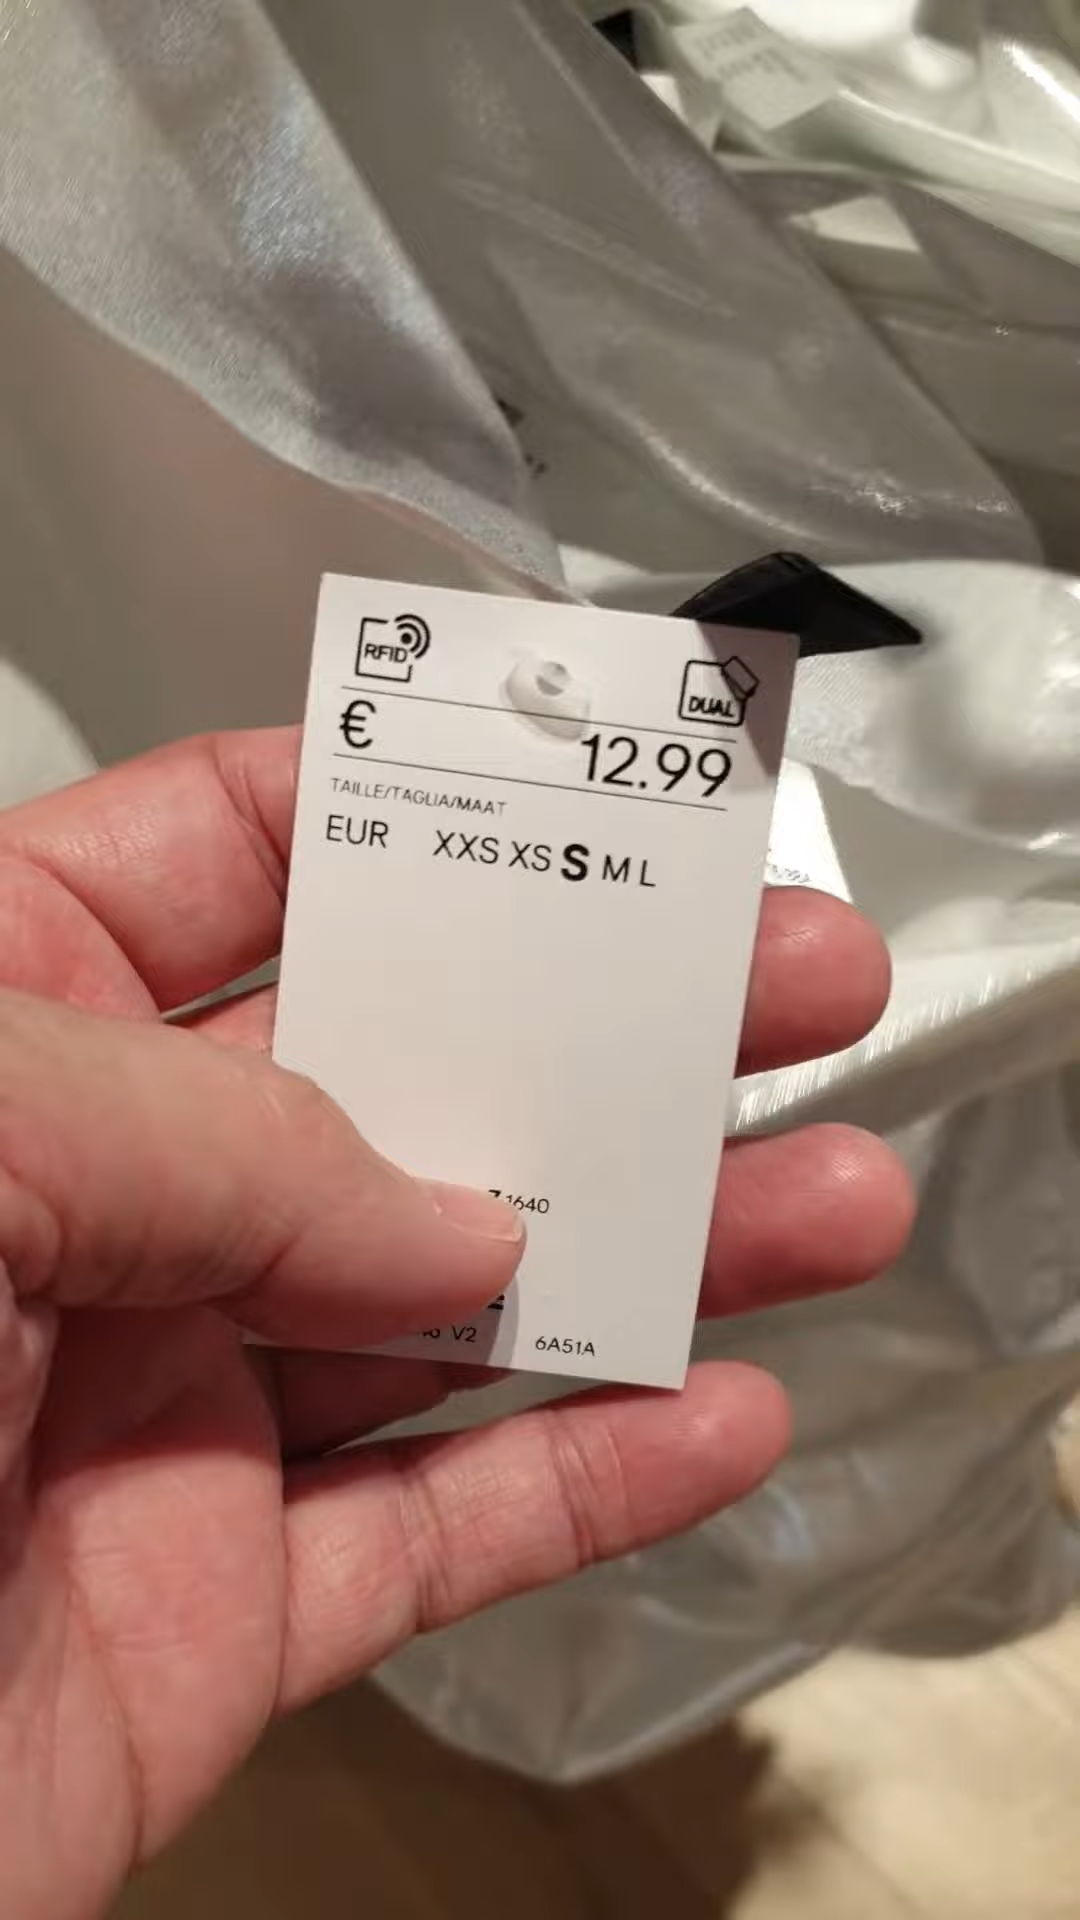 RFID
DUAL
€ 12.99
TAILLE/TAGLIA/MAAT
EUR XXS XS S M L
1640
V2 6A51A